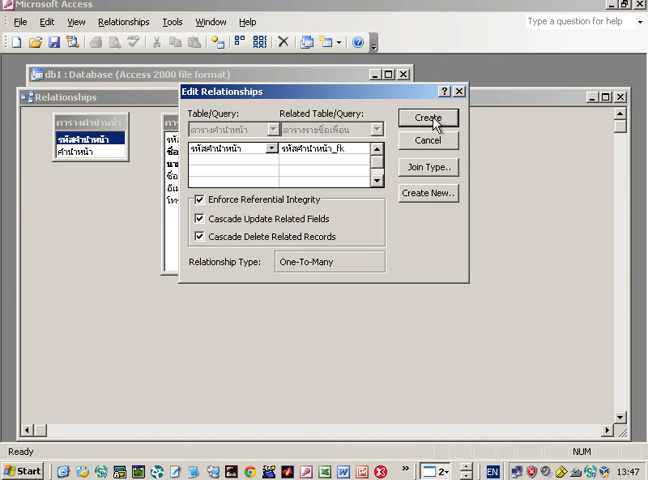 Microsoft Access
File Edit View Relationships Tools Window Help
Type a question for help
db1 : Database (Access 2000 file format)
Relationships
Edit Relationships
ตารางคำนำหน้า
Table/Query: Related Table/Query:
Create
ตารางคำนำหน้า ตารางรายชื่อเพื่อน
รหัสคำนำหน้า
คำนำหน้า
Cancel
รหัสคำนำหน้า รหัสคำนำหน้า_fk
Join Type..
Create New..
Enforce Referential Integrity
Cascade Update Related Fields
Cascade Delete Related Records
Relationship Type: One-To-Many
Ready
NUM
Start
2
EN
13:47